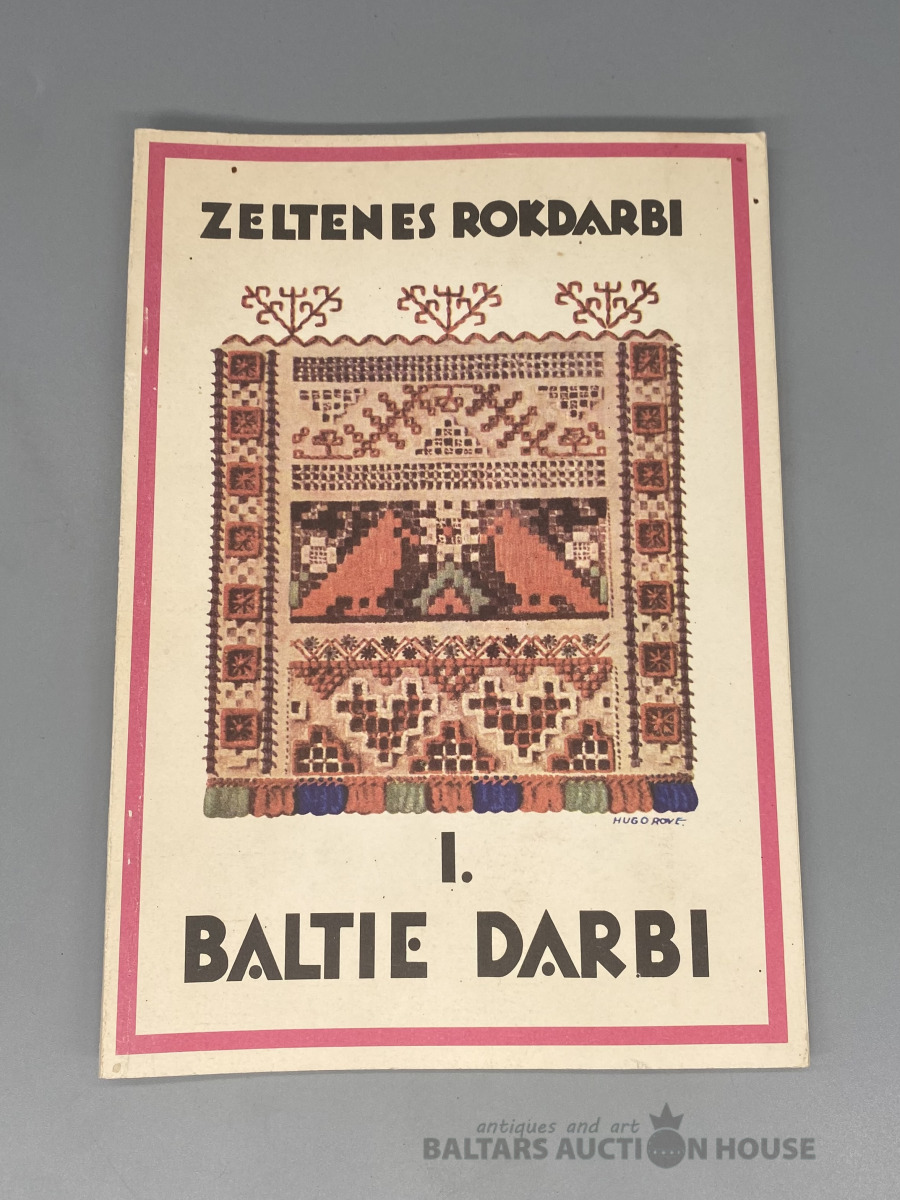 ZELTENES ROKDARBI
HUGO ROVE.
I.
BALTIE DARBI
antiques and art
BALTARS AUCTION HOUSE